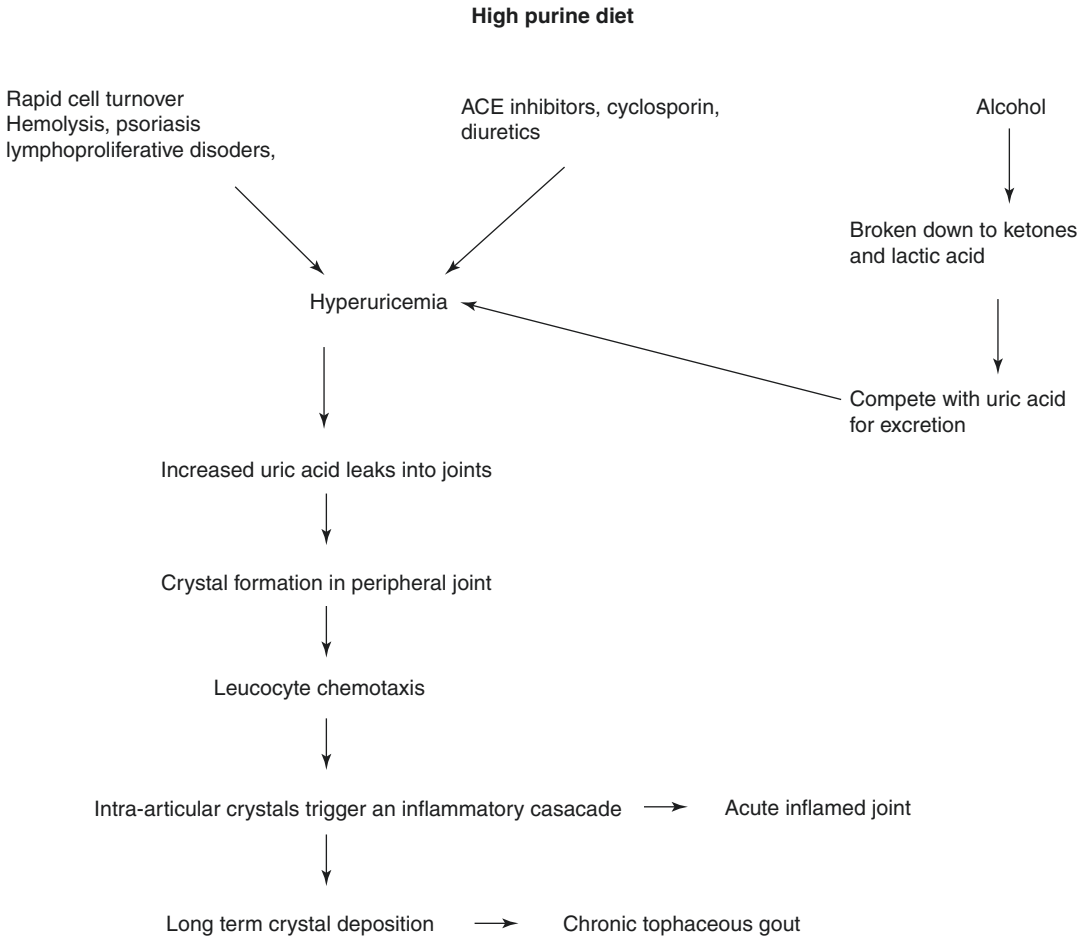 High purine diet
Rapid cell turnover
Hemolysis, psoriasis
lymphoproliferative disoders,
ACE inhibitors, cyclosporin,
diuretics
Alcohol
Broken down to ketones
and lactic acid
Hyperuricemia
Compete with uric acid
for excretion
Increased uric acid leaks into joints
Crystal formation in peripheral joint
Leucocyte chemotaxis
Intra-articular crystals trigger an inflammatory casacade
Acute inflamed joint
Long term crystal deposition
Chronic tophaceous gout